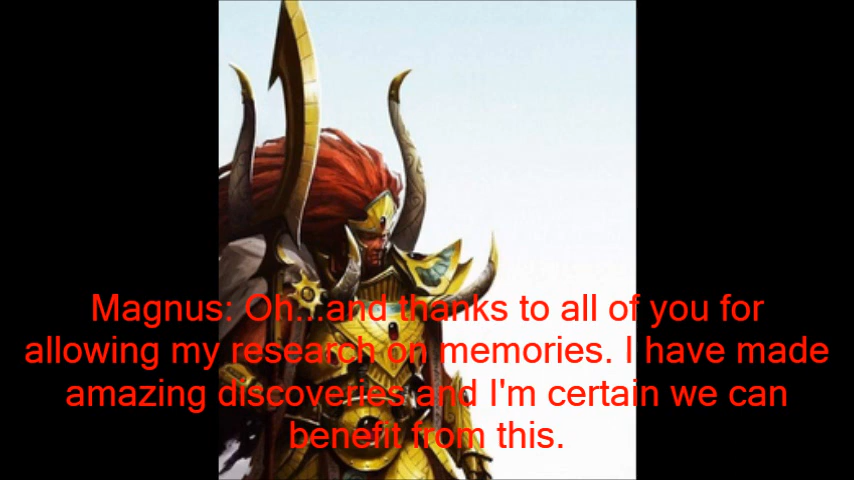 Magnus: Oh...and thanks to all of you for
allowing my research on memories. I have made
amazing discoveries and I'm certain we can
benefit from this.